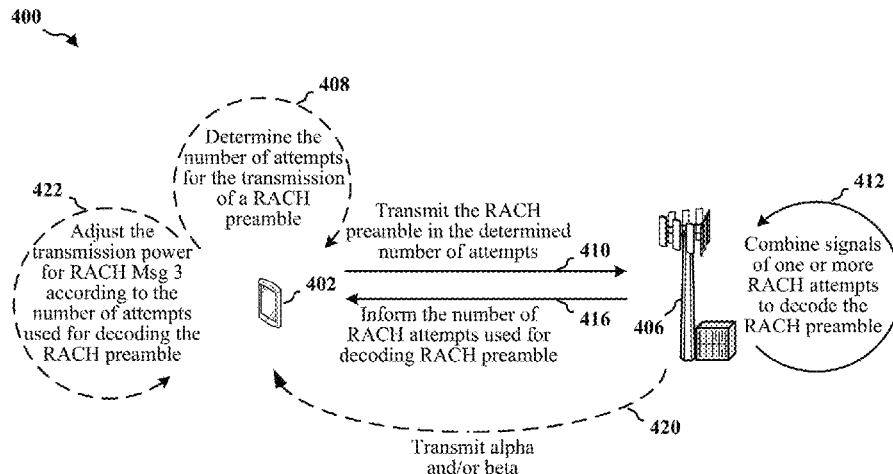 400
408
Determine the
number of attempts
for the transmission
of a RACH
preamble
422
Adjust the
transmission power
for RACH Msg 3
according to the
number of attempts
used for decoding the
RACH preamble
402
Transmit the RACH
preamble in the determined
number of attempts
410
416
Inform the number of
RACH attempts used for
decoding RACH preamble
406
412
Combine signals
of one or more
RACH attempts
to decode the
RACH preamble
420
Transmit alpha
and/or beta